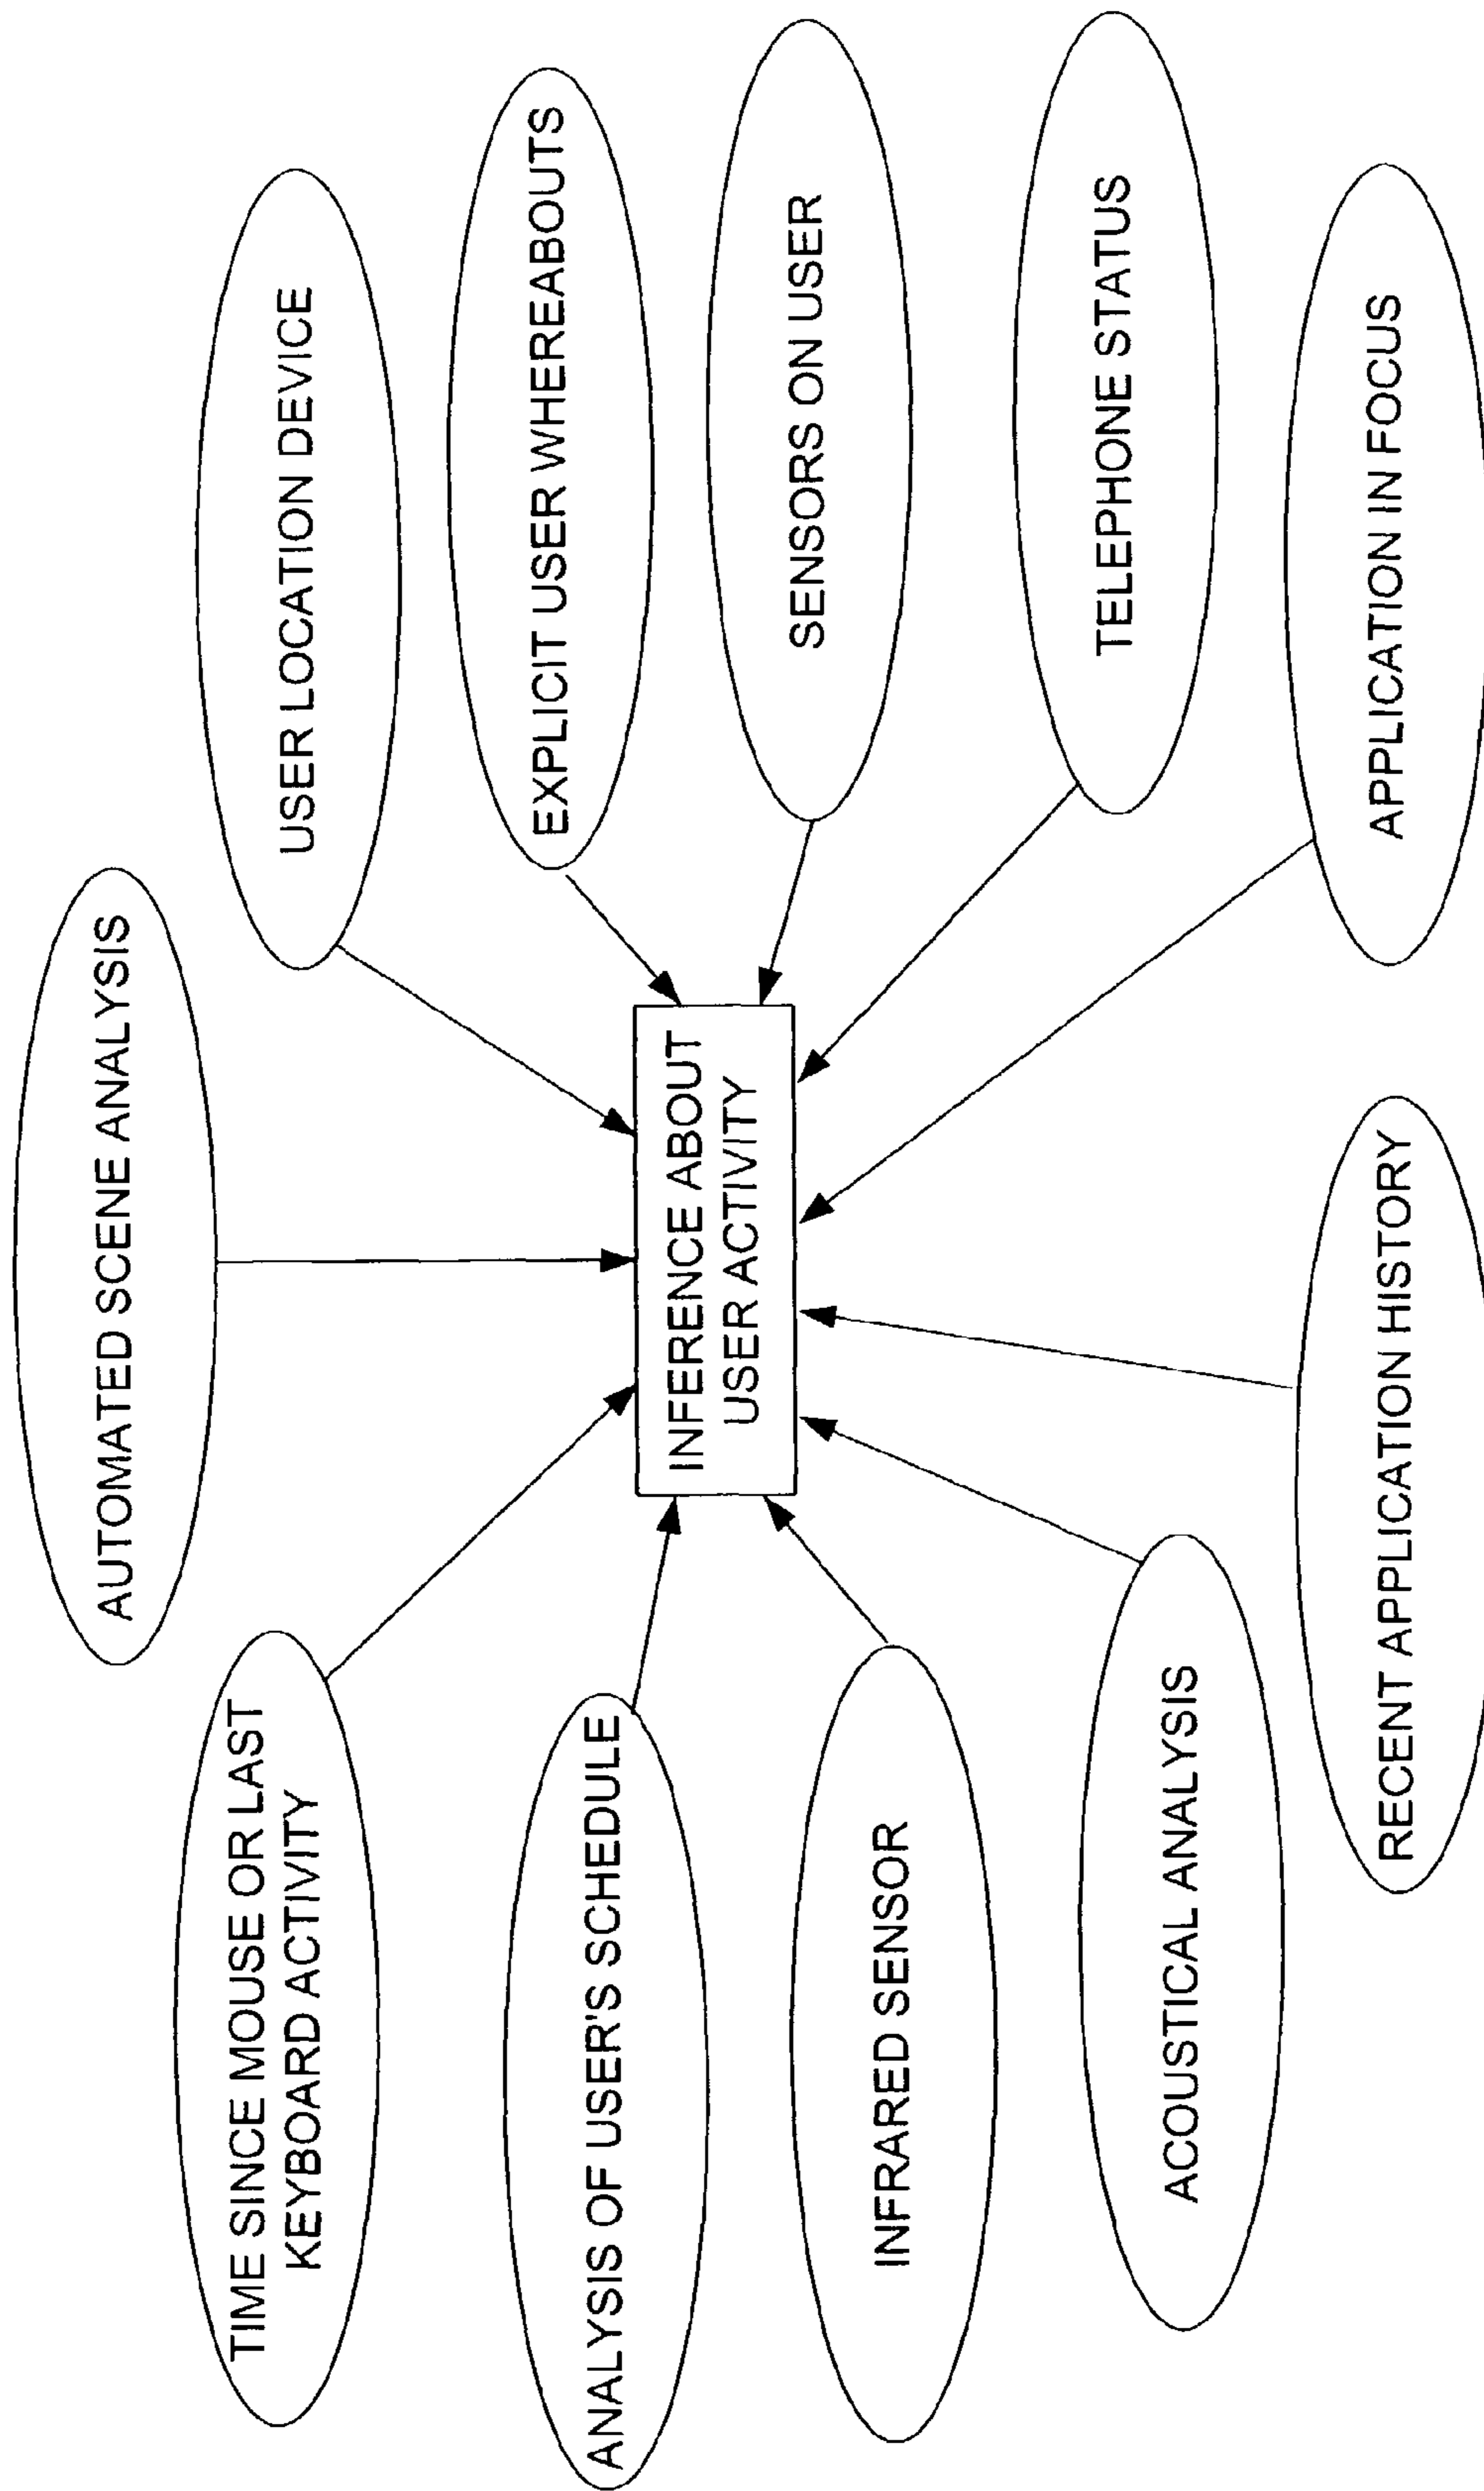 AUTOMATED SCENE ANALYSIS
TIME SINCE MOUSE OR LAST
KEYBOARD ACTIVITY
USER LOCATION DEVICE
EXPLICIT USER WHEREABOUTS
ANALYSIS OF USER'S SCHEDULE
INFERENCE ABOUT
USER ACTIVITY
SENSORS ON USER
INFRARED SENSOR
TELEPHONE STATUS
ACOUSTICAL ANALYSIS
APPLICATION IN FOCUS
RECENT APPLICATION HISTORY